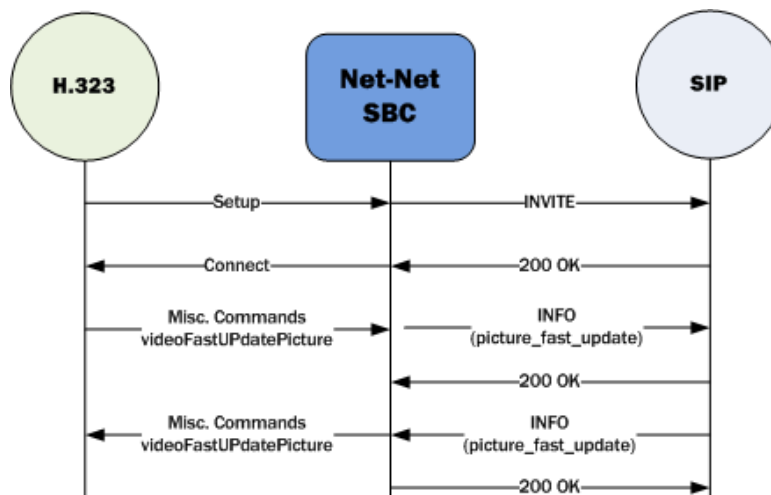 H.323
Net-Net
SBC
SIP
Setup
INVITE
Connect
200 OK
Misc. Commands
videoFastUPdatePicture
INFO
(picture_fast_update)
200 OK
Misc. Commands
videoFastUPdatePicture
INFO
(picture_fast_update)
200 OK